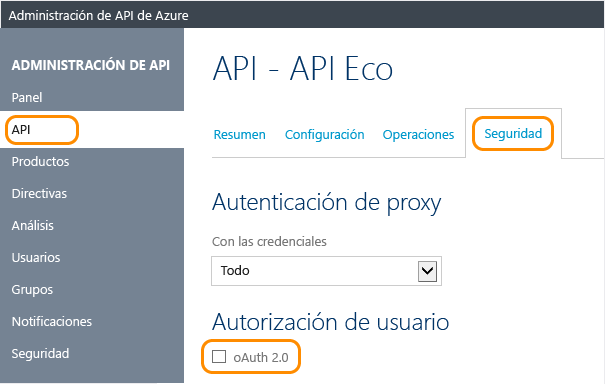 Administración de API de Azure
ADMINISTRACIÓN DE API
Panel
API
Productos
Directivas
Análisis
Usuarios
Grupos
Notificaciones
Seguridad
API - API Eco
Resumen Configuración Operaciones Seguridad
Autenticación de proxy
Con las credenciales
Todo
Autorización de usuario
oAuth 2.0